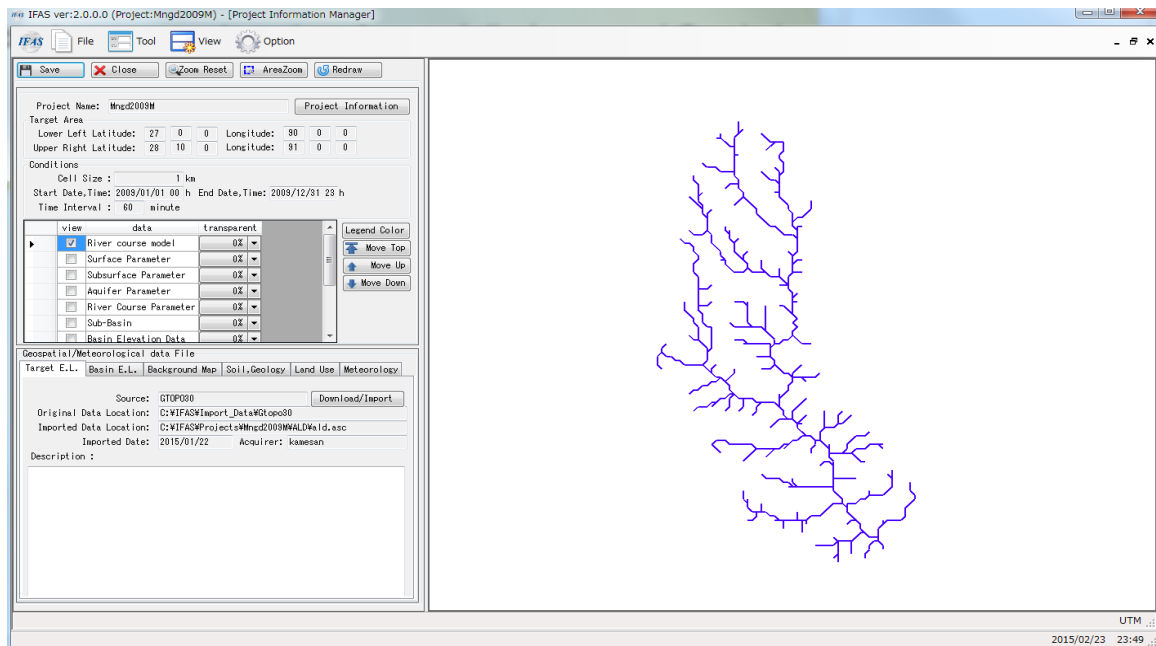 IFAS ver:2.0.0.0 (Project:Mngd2009M) - [Project Information Manager]
IFAS File Tool View Option
Save Close Zoom Reset AreaZoom Redraw
Project Name: Mngd2009M Project Information
Target Area
Lower Left Latitude: 27 0 0 Longitude: 90 0 0
Upper Right Latitude: 28 10 0 Longitude: 91 0 0
Conditions
Cell Size : 1 km
Start Date,Time: 2009/01/01 00 h End Date,Time: 2009/12/31 23 h
Time Interval : 60 minute
view data transparent Legend Color
River course model 0% Move Top
Surface Parameter 0%
Subsurface Parameter 0% Move Up
Aquifer Parameter 0% Move Down
River Course Parameter 0%
Sub-Basin 0%
Basin Elevation Data 0%
Geospatial/Meteorological data File
Target E.L. Basin E.L. Background Map Soil,Geology Land Use Meteorology
Source: GTOPO30 Download/Import
Original Data Location: C:¥IFAS¥Import_Data¥Gtopo30
Imported Data Location: C:¥IFAS¥Projects¥Mngd2009M¥ALD¥ald.asc
Imported Date: 2015/01/22 Acquirer: kamesan
Description :
UTM
2015/02/23 23:49